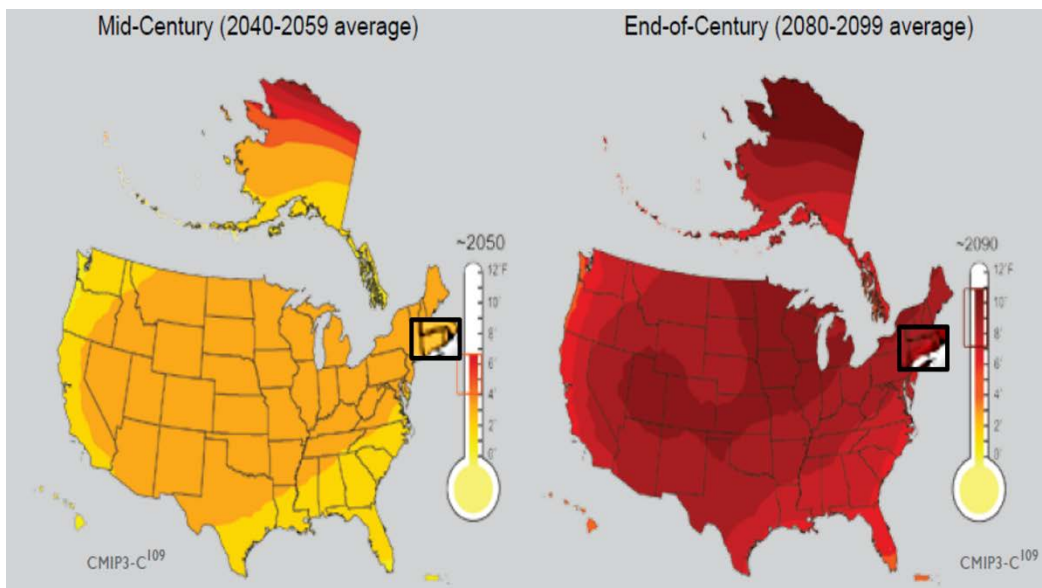 Mid-Century (2040-2059 average)
End-of-Century (2080-2099 average)
~2050
12°F
10°
8°
6°
4°
2°
0°
CMIP3-C109
~2090
12°F
10°
8°
6°
4°
2°
0°
CMIP3-C109